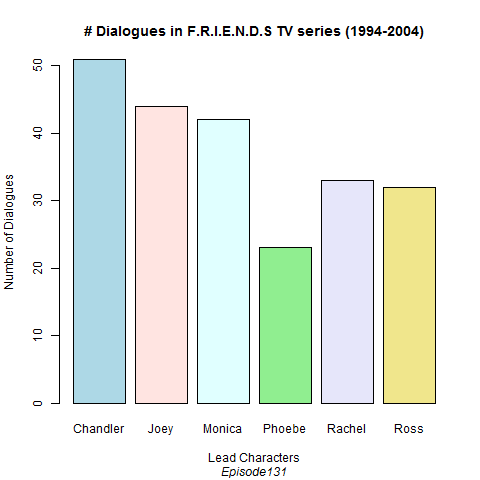 # Dialogues in F.R.I.E.N.D.S TV series (1994-2004)
Number of Dialogues
50
40
30
20
10
0
Chandler Joey Monica Phoebe Rachel Ross
Lead Characters
Episode131